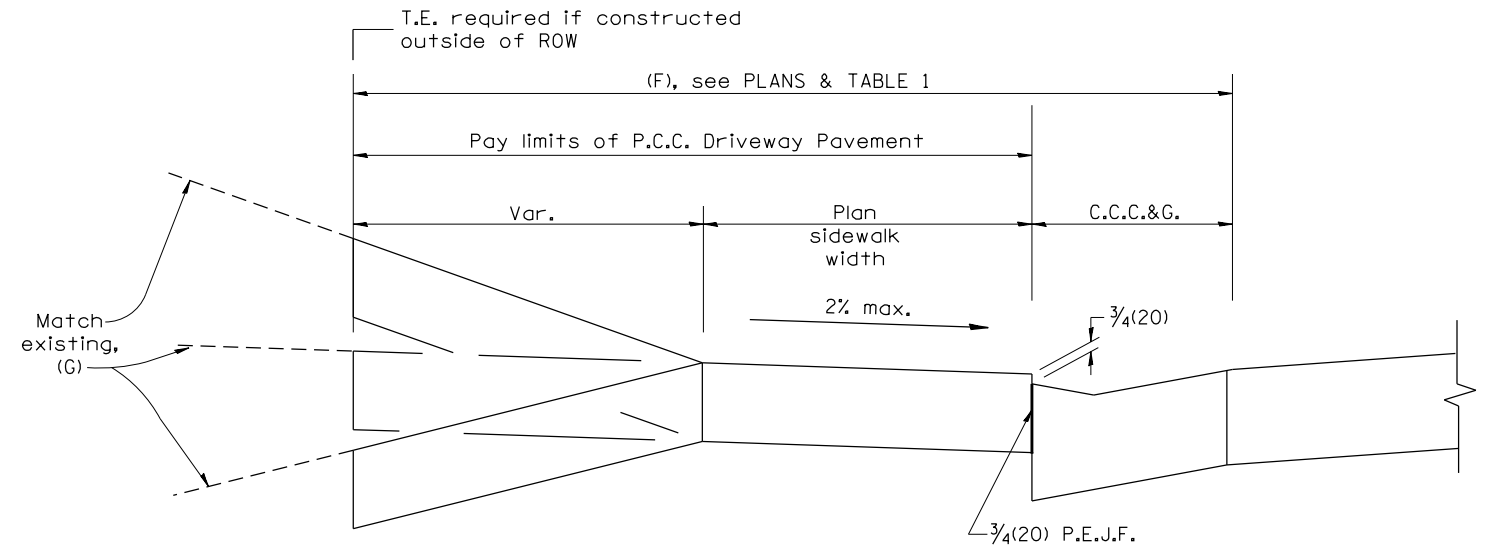 T.E. required if constructed
outside of ROW
(F), see PLANS & TABLE 1
Pay limits of P.C.C. Driveway Pavement
Var.
Plan
sidewalk
width
C.C.C.&G.
2% max.
3/4(20)
Match
existing,
(G)
3/4(20) P.E.J.F.